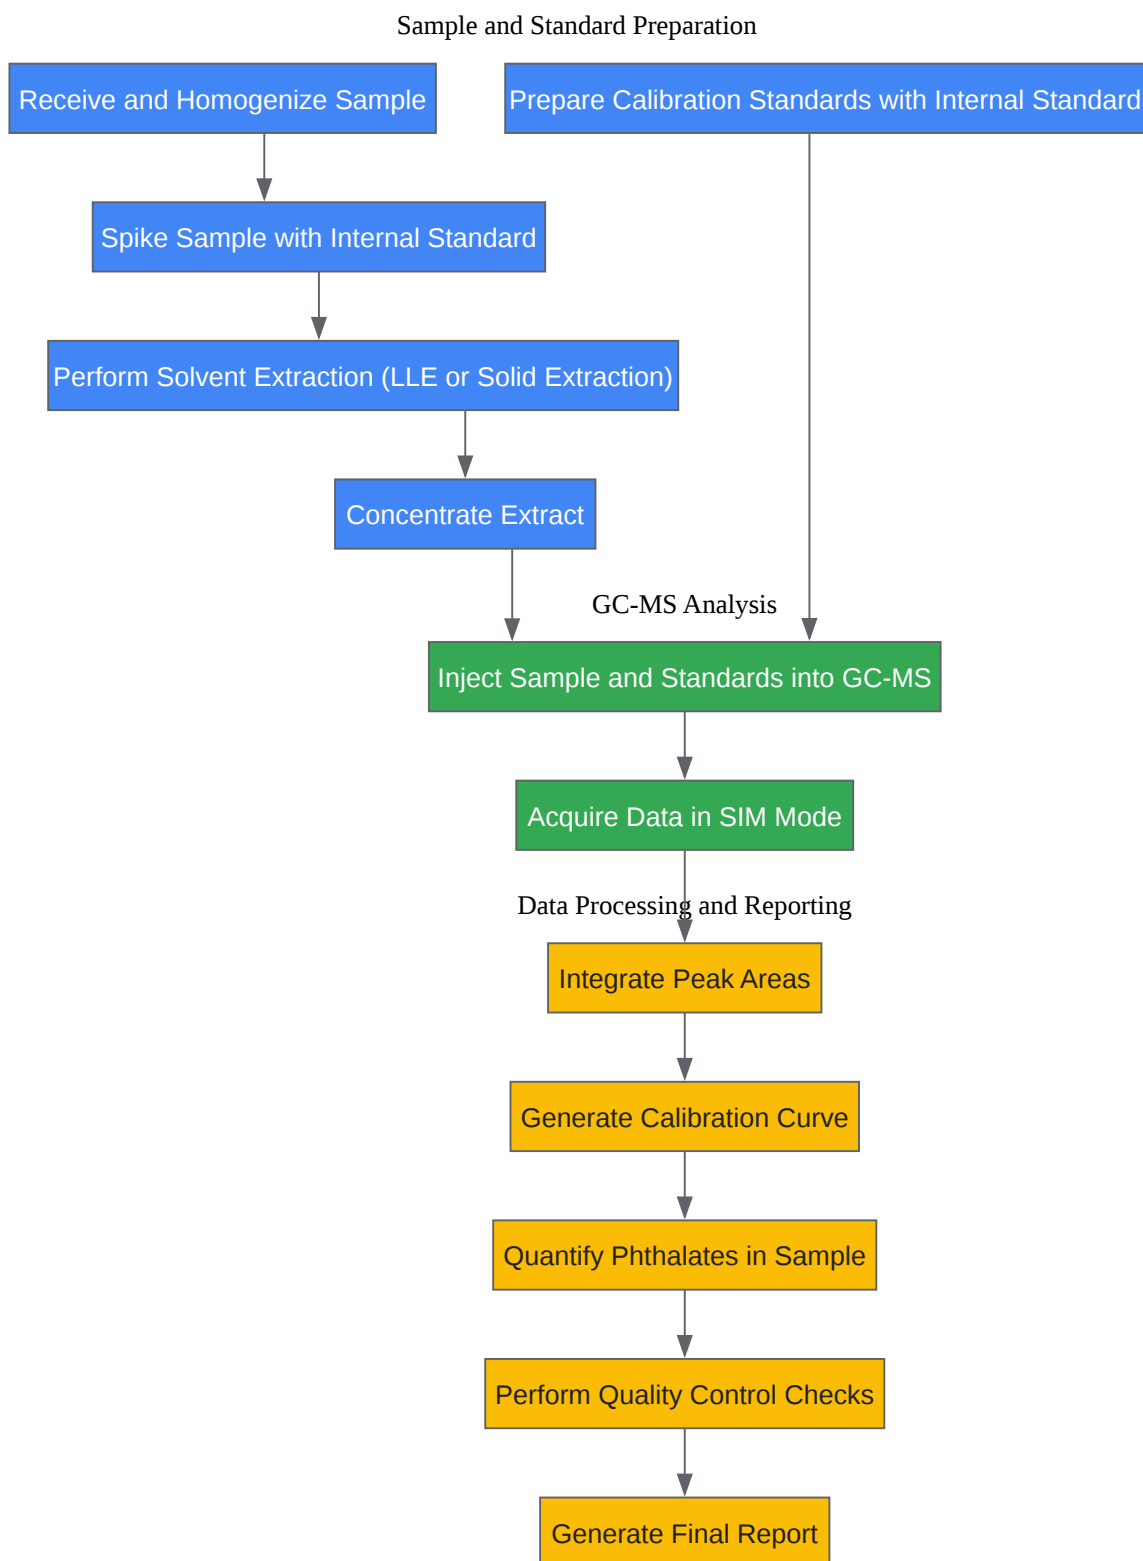 Sample and Standard Preparation
Receive and Homogenize Sample
Prepare Calibration Standards with Internal Standard
Spike Sample with Internal Standard
Perform Solvent Extraction (LLE or Solid Extraction)
Concentrate Extract
GC-MS Analysis
Inject Sample and Standards into GC-MS
Acquire Data in SIM Mode
Data Processing and Reporting
Integrate Peak Areas
Generate Calibration Curve
Quantify Phthalates in Sample
Perform Quality Control Checks
Generate Final Report